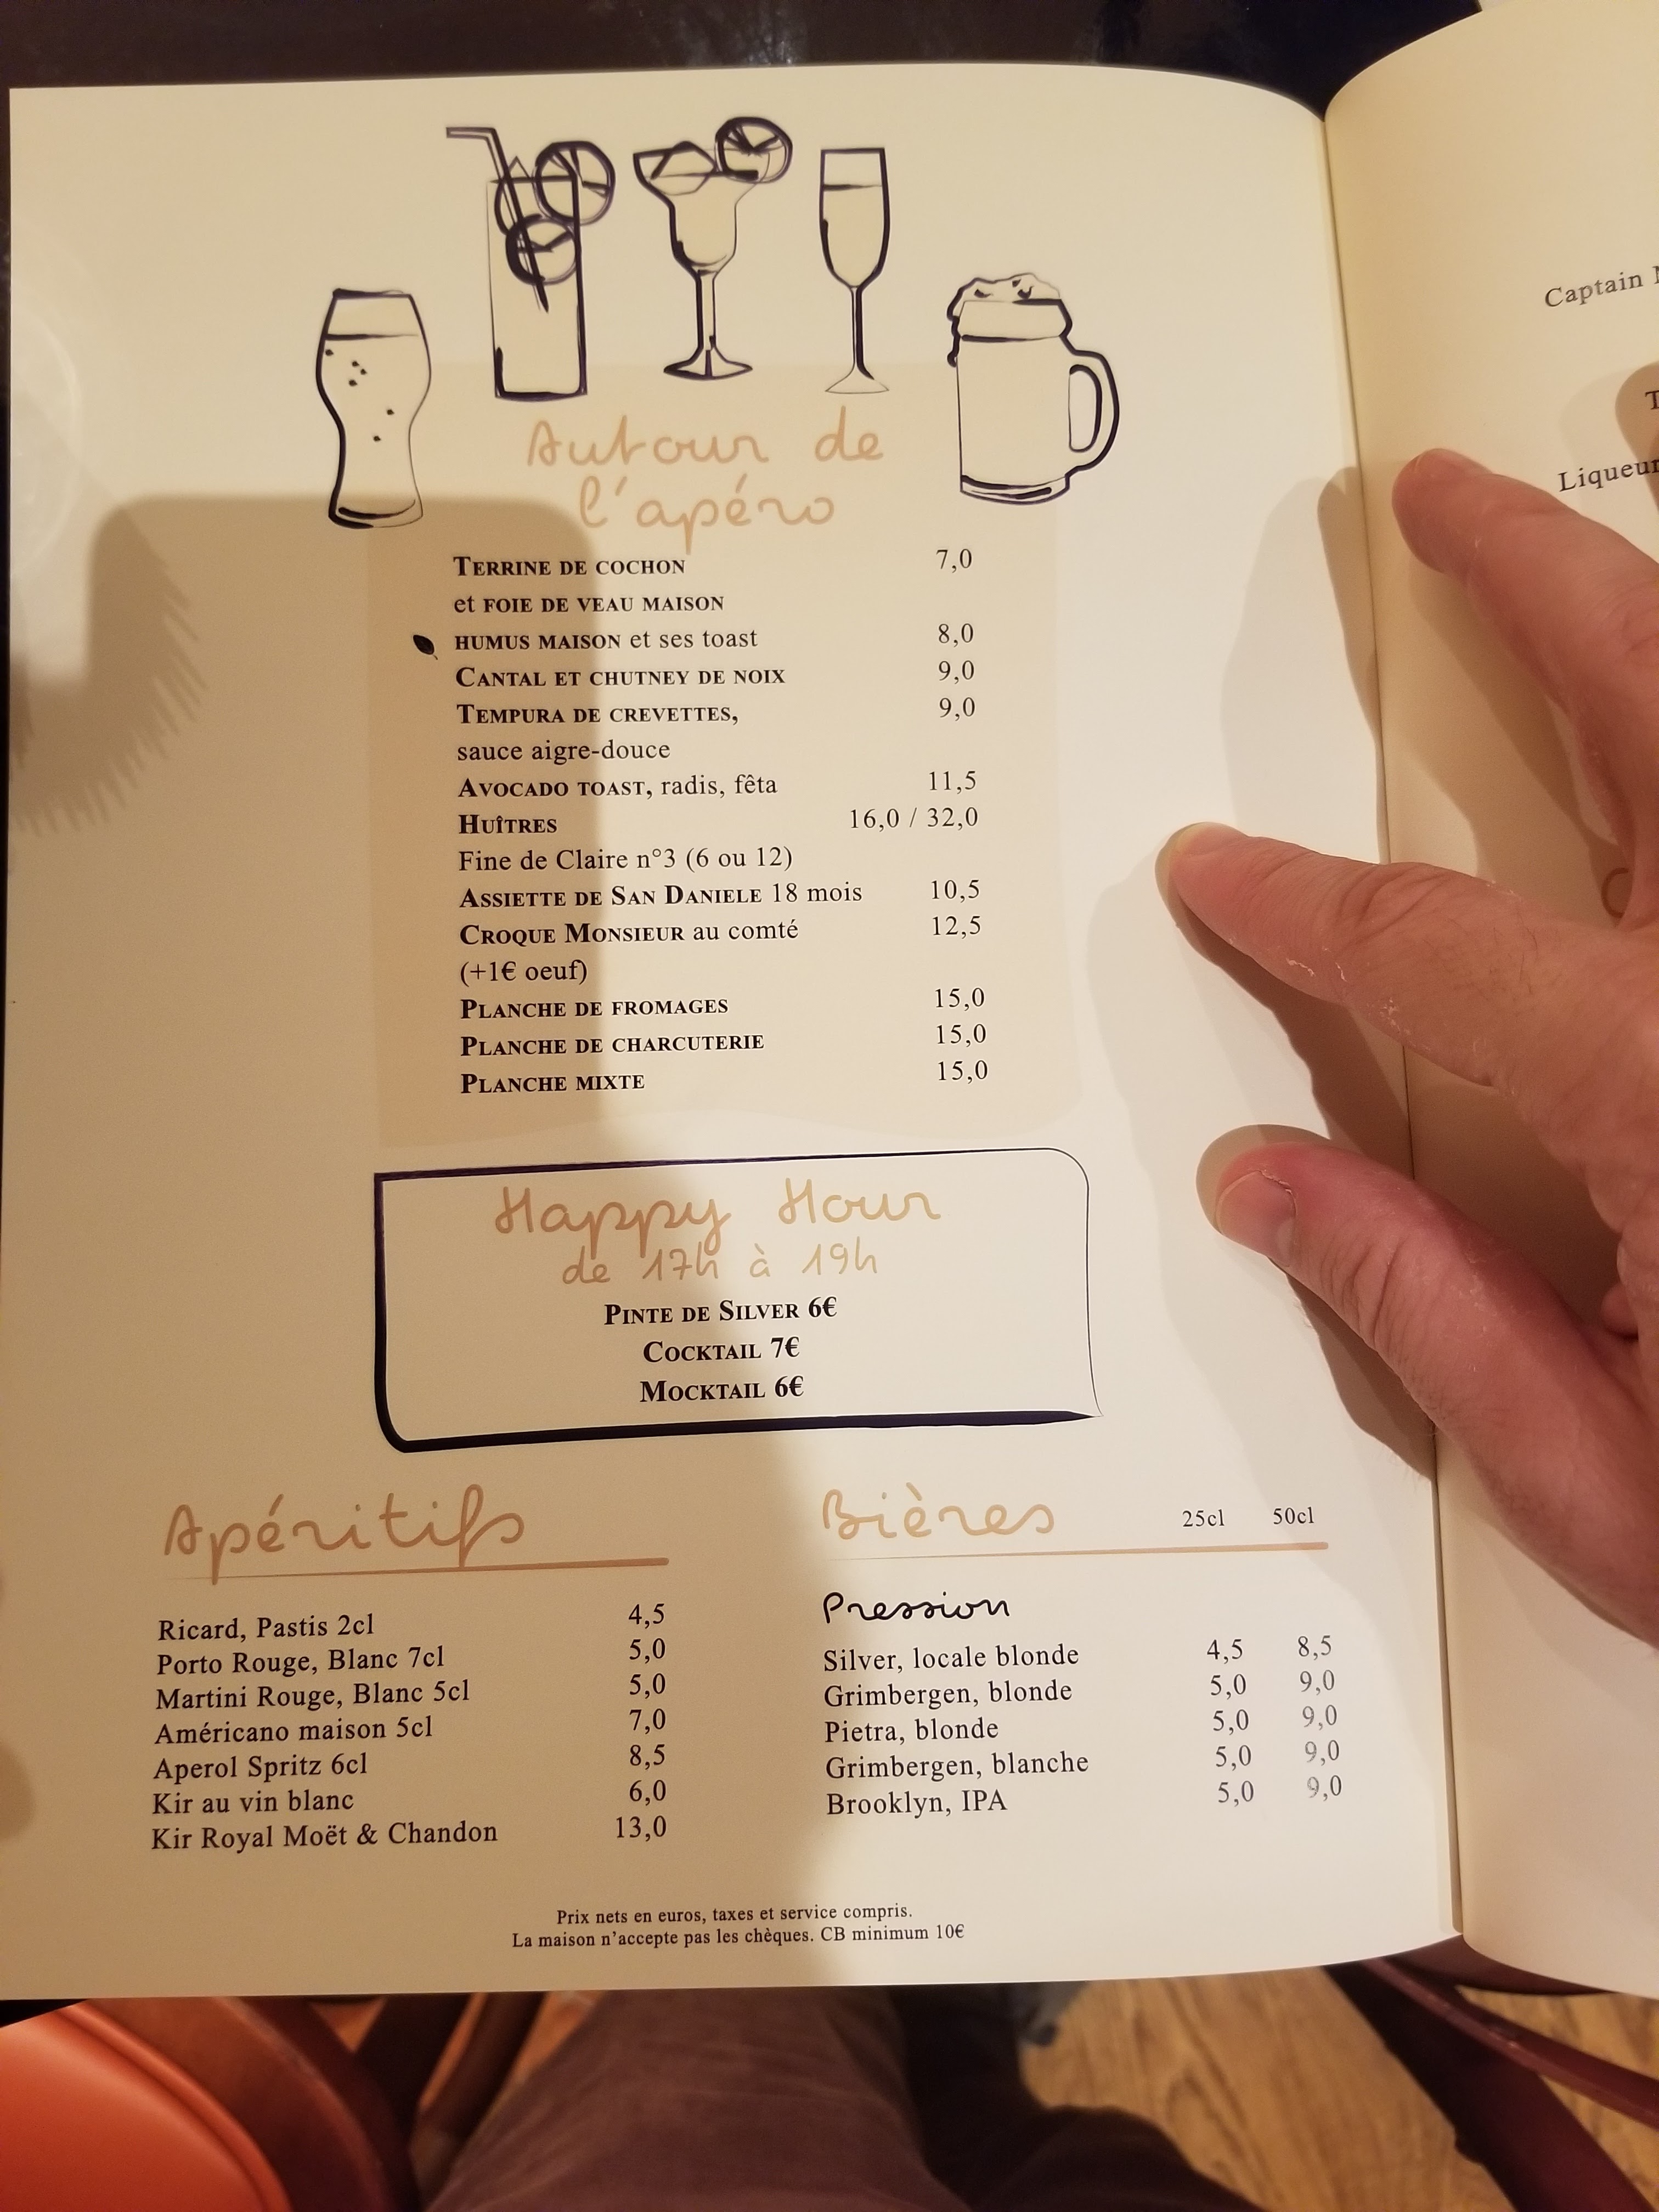 Autour de
l'apéro
TERRINE DE COCHON 7,0
et FOIE DE VEAU MAISON
HUMUS MAISON et ses toast 8,0
CANTAL ET CHUTNEY DE NOIX 9,0
TEMPURA DE CREVETTES, 9,0
sauce aigre-douce
AVOCADO TOAST, radis, fêta 11,5
HUîTRES 16,0 / 32,0
Fine de Claire n°3 (6 ou 12)
ASSIETTE DE SAN DANIELE 18 mois 10,5
CROQUE MONSIEUR au comté 12,5
(+1€ oeuf)
PLANCHE DE FROMAGES 15,0
PLANCHE DE CHARCUTERIE 15,0
PLANCHE MIXTE 15,0
Happy Hour
de 17h à 19h
PINTE DE SILVER 6€
COCKTAIL 7€
MOCKTAIL 6€
Apéritifs
Ricard, Pastis 2cl 4,5
Porto Rouge, Blanc 7cl 5,0
Martini Rouge, Blanc 5cl 5,0
Américano maison 5cl 7,0
Aperol Spritz 6cl 8,5
Kir au vin blanc 6,0
Kir Royal Moët & Chandon 13,0
Bières 25cl 50cl
Pression
Silver, locale blonde 4,5 8,5
Grimbergen, blonde 5,0 9,0
Pietra, blonde 5,0 9,0
Grimbergen, blanche 5,0 9,0
Brooklyn, IPA 5,0 9,0
Prix nets en euros, taxes et service compris.
La maison n'accepte pas les chèques. CB minimum 10€
Captain
Liqueur